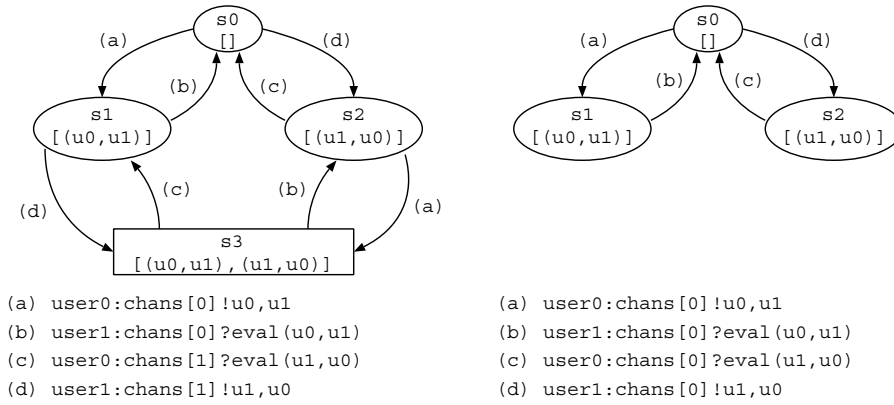 s0
[]
(a)
(d)
(b)
(c)
s1
[(u0,u1)]
s2
[(u1,u0)]
(d)
(c)
(b)
(a)
s3
[(u0,u1),(u1,u0)]
(a) user0:chans[0]!u0,u1
(b) user1:chans[0]?eval(u0,u1)
(c) user0:chans[1]?eval(u1,u0)
(d) user1:chans[1]!u1,u0
s0
[]
(a)
(d)
(b)
(c)
s1
[(u0,u1)]
s2
[(u1,u0)]
(a) user0:chans[0]!u0,u1
(b) user1:chans[0]?eval(u0,u1)
(c) user0:chans[0]?eval(u1,u0)
(d) user1:chans[0]!u1,u0